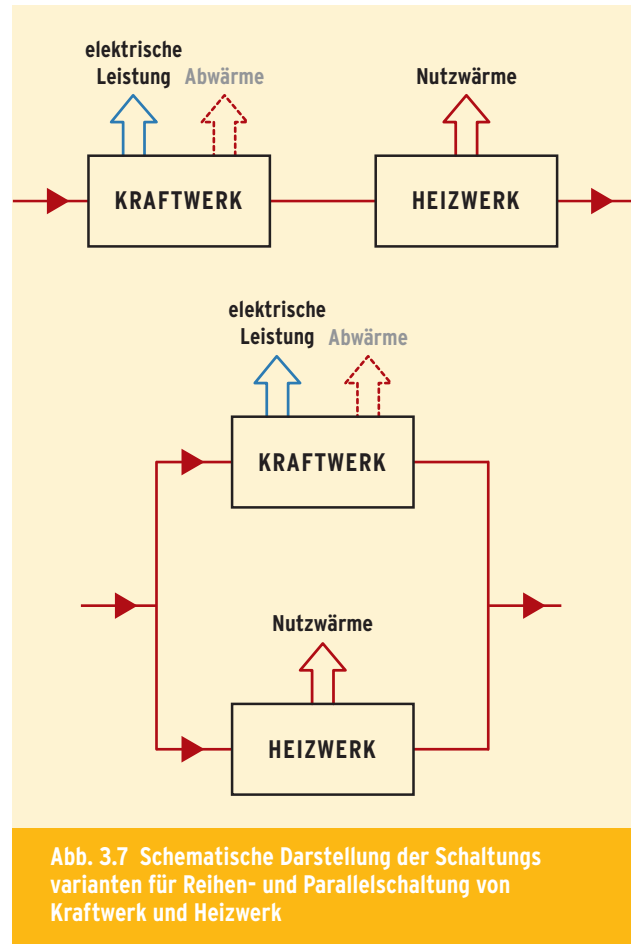 elektrische
Leistung Abwärme
Nutzwärme
KRAFTWERK
HEIZWERK
elektrische
Leistung Abwärme
KRAFTWERK
Nutzwärme
HEIZWERK
Abb. 3.7 Schematische Darstellung der Schaltungs
varianten für Reihen- und Parallelschaltung von
Kraftwerk und Heizwerk